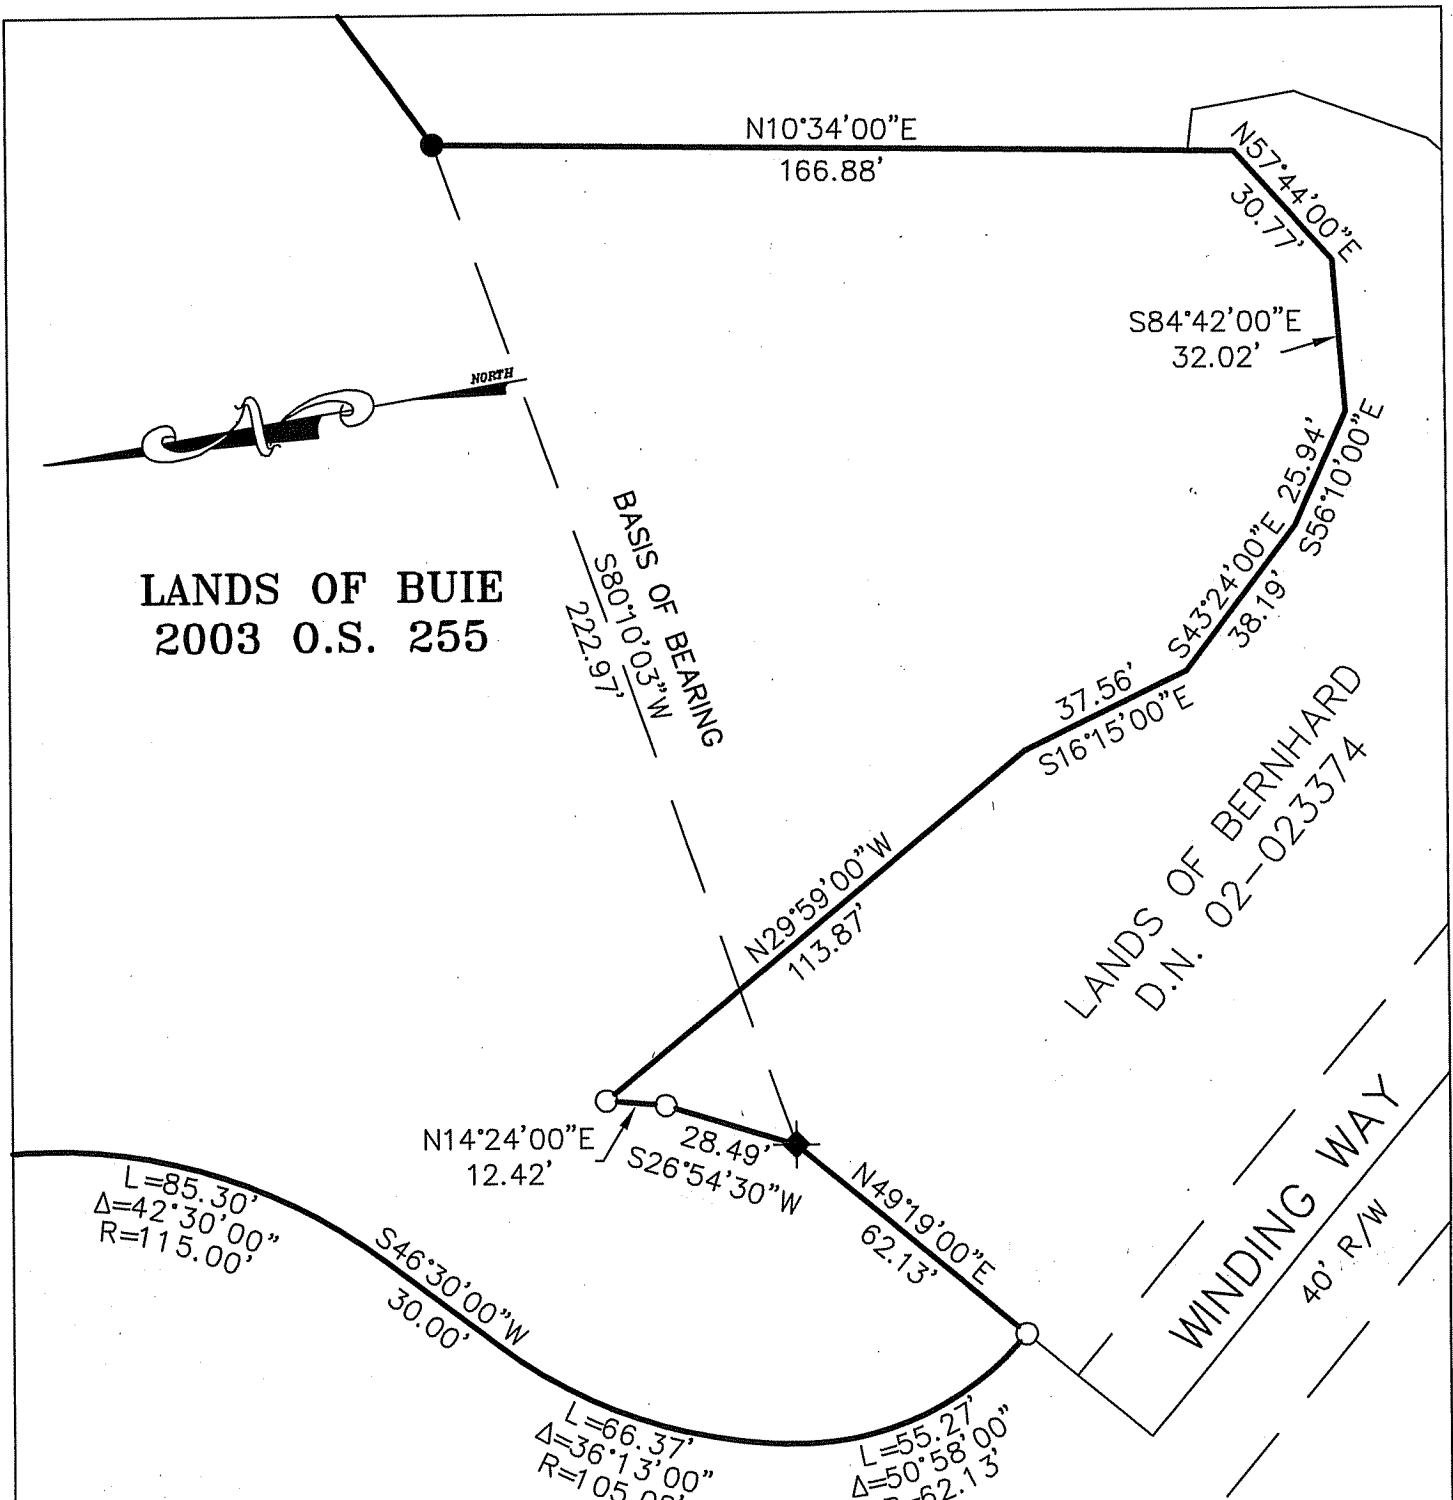 N10°34'00"E
166.88'
N57°44'00"E
30.77'
S84°42'00"E
32.02'
NORTH
25.94'
S56°10'00"E
S43°24'00"E
38.19'
BASIS OF BEARING
S80°10'03"W
222.97'
LANDS OF BUIE
2003 O.S. 255
37.56'
S16°15'00"E
LANDS OF BERNHARD
D.N. 02-023374
N29°59'00"W
113.87'
N14°24'00"E
12.42'
28.49'
S26°54'30"W
N49°19'00"E
62.13'
WINDING WAY
40' R/W
L=85.30'
Δ=42°30'00"
R=115.00'
S46°30'00"W
30.00'
L=66.37'
Δ=36°13'00"
R=105.00'
L=55.27'
Δ=50°58'00"
R=62.13'